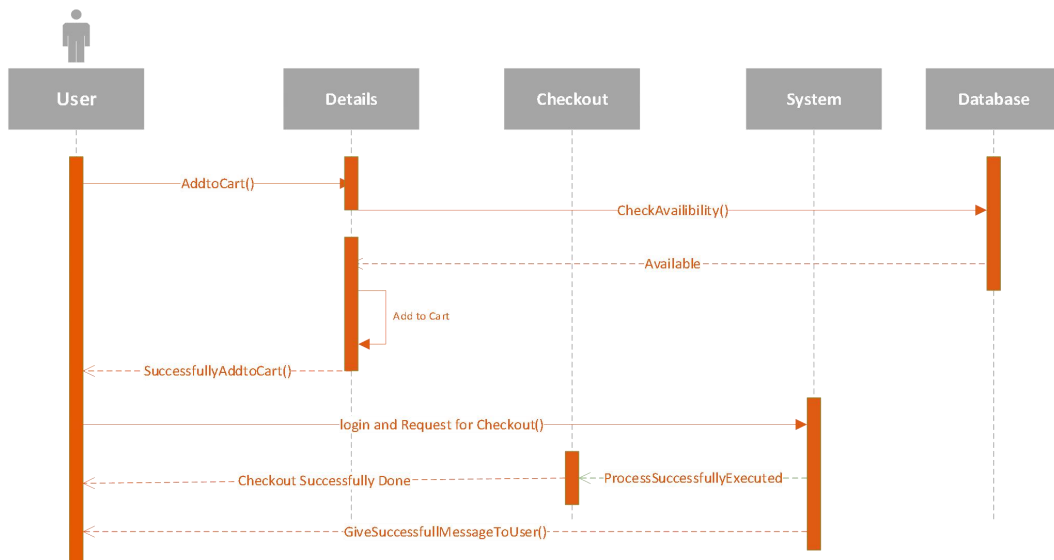 User
Details
Checkout
System
Database
AddtoCart()
CheckAvailibility()
Available
Add to Cart
SuccessfullyAddtoCart()
login and Request for Checkout()
ProcessSuccessfullyExecuted
Checkout Successfully Done
GiveSuccessfullMessageToUser()